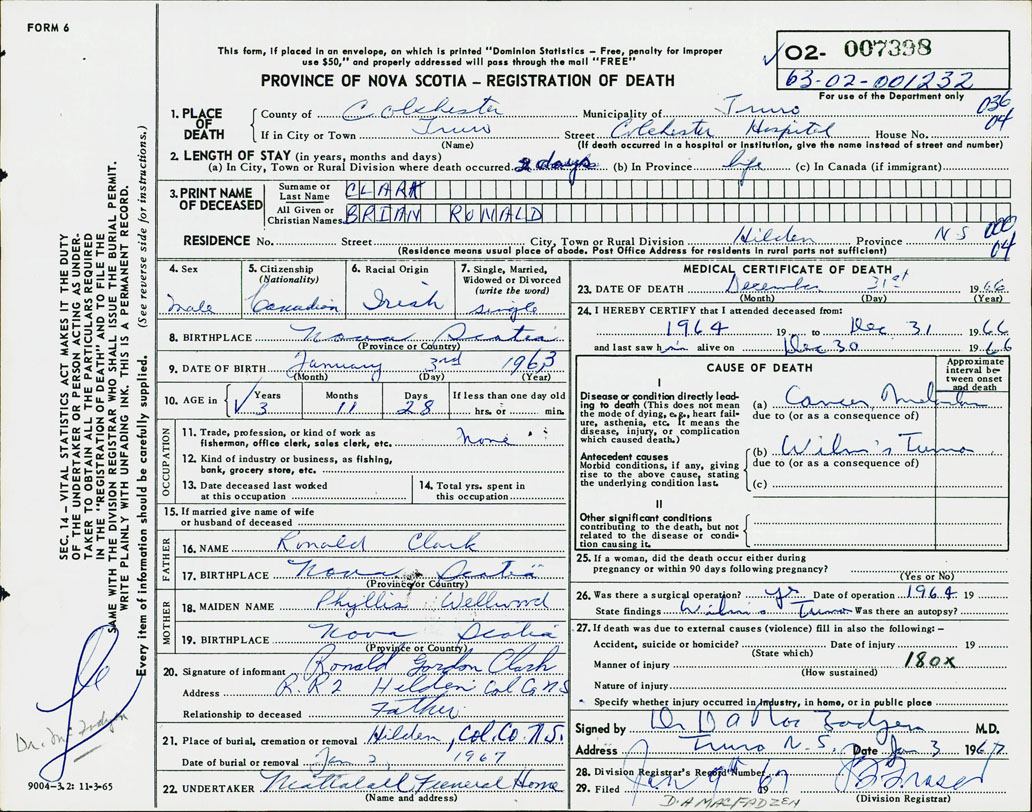 FORM 6
This form, if placed in an envelope, on which is printed "Dominion Statistics – Free, penalty for improper
use $50," and properly addressed will pass through the mail "FREE"
PROVINCE OF NOVA SCOTIA – REGISTRATION OF DEATH
✓ 02- 007398
63-02-001232
For use of the Department only
036
04
1. PLACE OF DEATH
County of Colchester Municipality of Truro
If in City or Town Truro Street Colchester Hospital House No.
(Name) (If death occurred in a hospital or institution, give the name instead of street and number)
2. LENGTH OF STAY (in years, months and days)
(a) In City, Town or Rural Division where death occurred 2 days (b) In Province life (c) In Canada (if immigrant)
3. PRINT NAME OF DECEASED
Surname or Last Name CLARK
All Given or Christian Names BRIAN RONALD
RESIDENCE No. Street City, Town or Rural Division Hilden Province N S 000
04
(Residence means usual place of abode. Post Office Address for residents in rural parts not sufficient)
4. Sex male
5. Citizenship (Nationality) Canadian
6. Racial Origin Irish
7. Single, Married, Widowed or Divorced (write the word) single
8. BIRTHPLACE Nova Scotia
(Province or Country)
9. DATE OF BIRTH January 3rd 1963
(Month) (Day) (Year)
10. AGE in ✓ Years 3 Months 11 Days 28 If less than one day old hrs. or min.
OCCUPATION
11. Trade, profession, or kind of work as
fisherman, office clerk, sales clerk, etc. None
12. Kind of industry or business, as fishing,
bank, grocery store, etc.
13. Date deceased last worked
at this occupation
14. Total yrs. spent in
this occupation
15. If married give name of wife
or husband of deceased
FATHER
16. NAME Ronald Clark
17. BIRTHPLACE Nova Scotia
(Province or Country)
MOTHER
18. MAIDEN NAME Phyllis Wellwood
19. BIRTHPLACE Nova Scotia
(Province or Country)
20. Signature of informant Ronald Gordon Clark
Address R.R 2 Hilden Col Co NS
Relationship to deceased Father
21. Place of burial, cremation or removal Hilden, Col. Co. N.S.
Date of burial or removal Jan 2, 1967
22. UNDERTAKER Mattatall Funeral Home
(Name and address)
MEDICAL CERTIFICATE OF DEATH
23. DATE OF DEATH December 31st 1966
(Month) (Day) (Year)
24. I HEREBY CERTIFY that I attended deceased from:
1964 19 to Dec 31 1966
and last saw him alive on Dec 30 1966
CAUSE OF DEATH
Approximate interval between onset and death
I
Disease or condition directly leading to death (This does not mean the mode of dying, e.g., heart failure, asthenia, etc. It means the disease, injury, or complication which caused death.)
(a) Cancer,
due to (or as a consequence of)
Antecedent causes
Morbid conditions, if any, giving rise to the above cause, stating the underlying condition last.
(b) Wilm's Tumor
due to (or as a consequence of)
(c)
II
Other significant conditions
contributing to the death, but not related to the disease or condition causing it
25. If a woman, did the death occur either during
pregnancy or within 90 days following pregnancy?
(Yes or No)
26. Was there a surgical operation? yes Date of operation 1964 19
State findings Wilm's Tumor Was there an autopsy?
27. If death was due to external causes (violence) fill in also the following: –
Accident, suicide or homicide? Date of injury 19
(State which)
Manner of injury 180X
(How sustained)
Nature of injury
Specify whether injury occurred in industry, in home, or in public place
Signed by Dr D A MacFadzen M.D.
Address Truro N.S. Date Jan 3 1967
28. Division Registrar's Record Number
29. Filed Jan 9th 1967
(Division Registrar)
D.A MACFADZEN
SEC. 14 – VITAL STATISTICS ACT MAKES IT THE DUTY
OF THE UNDERTAKER OR PERSON ACTING AS UNDER-
TAKER TO OBTAIN ALL THE PARTICULARS REQUIRED
IN THE "REGISTRATION OF DEATH" AND TO FILE THE
SAME WITH THE DIVISION REGISTRAR WHO SHALL ISSUE THE BURIAL PERMIT.
WRITE PLAINLY WITH UNFADING INK. THIS IS A PERMANENT RECORD.
Every item of information should be carefully supplied. (See reverse side for instructions.)
Dr. McFadzen
9004-3.2: 11-3-65